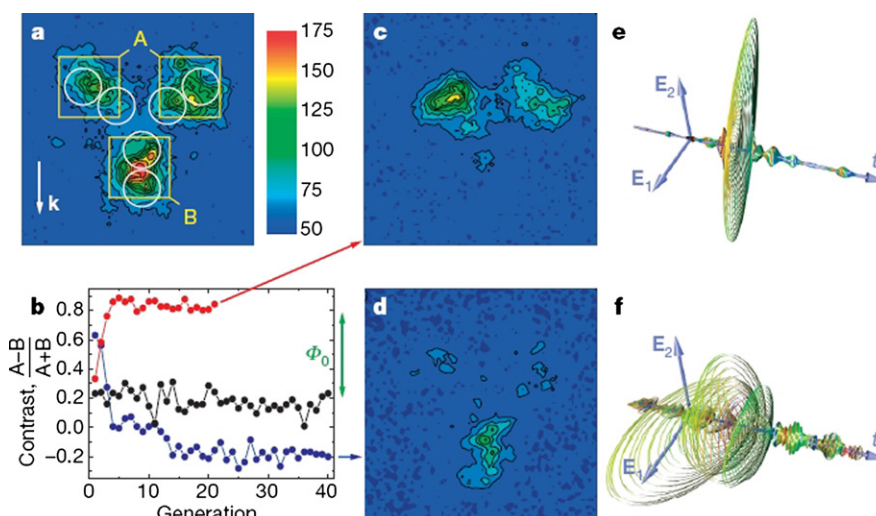 a
A
B
k
175
150
125
100
75
50
c
e
E2
E1
t
b
Contrast, A−B
A+B
0.8
0.6
0.4
0.2
0.0
−0.2
0
10
20
30
40
Generation
Φ0
d
f
E2
E1
t